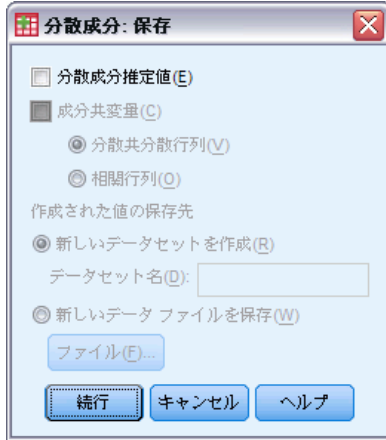 分散成分: 保存
分散成分推定値(E)
成分共変量(C)
分散共分散行列(V)
相関行列(O)
作成された値の保存先
新しいデータセットを作成(R)
データセット名(D):
新しいデータ ファイルを保存(W)
ファイル(F)...
続行 キャンセル ヘルプ